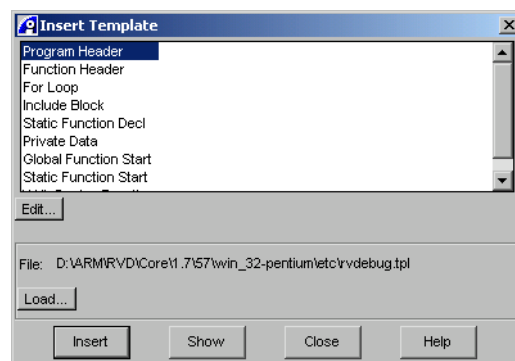 Insert Template
Program Header
Function Header
For Loop
Include Block
Static Function Decl
Private Data
Global Function Start
Static Function Start
Edit...
File: D:\ARM\RVD\Core\1.7\57\win_32-pentium\etc\rvdebug.tpl
Load...
Insert Show Close Help